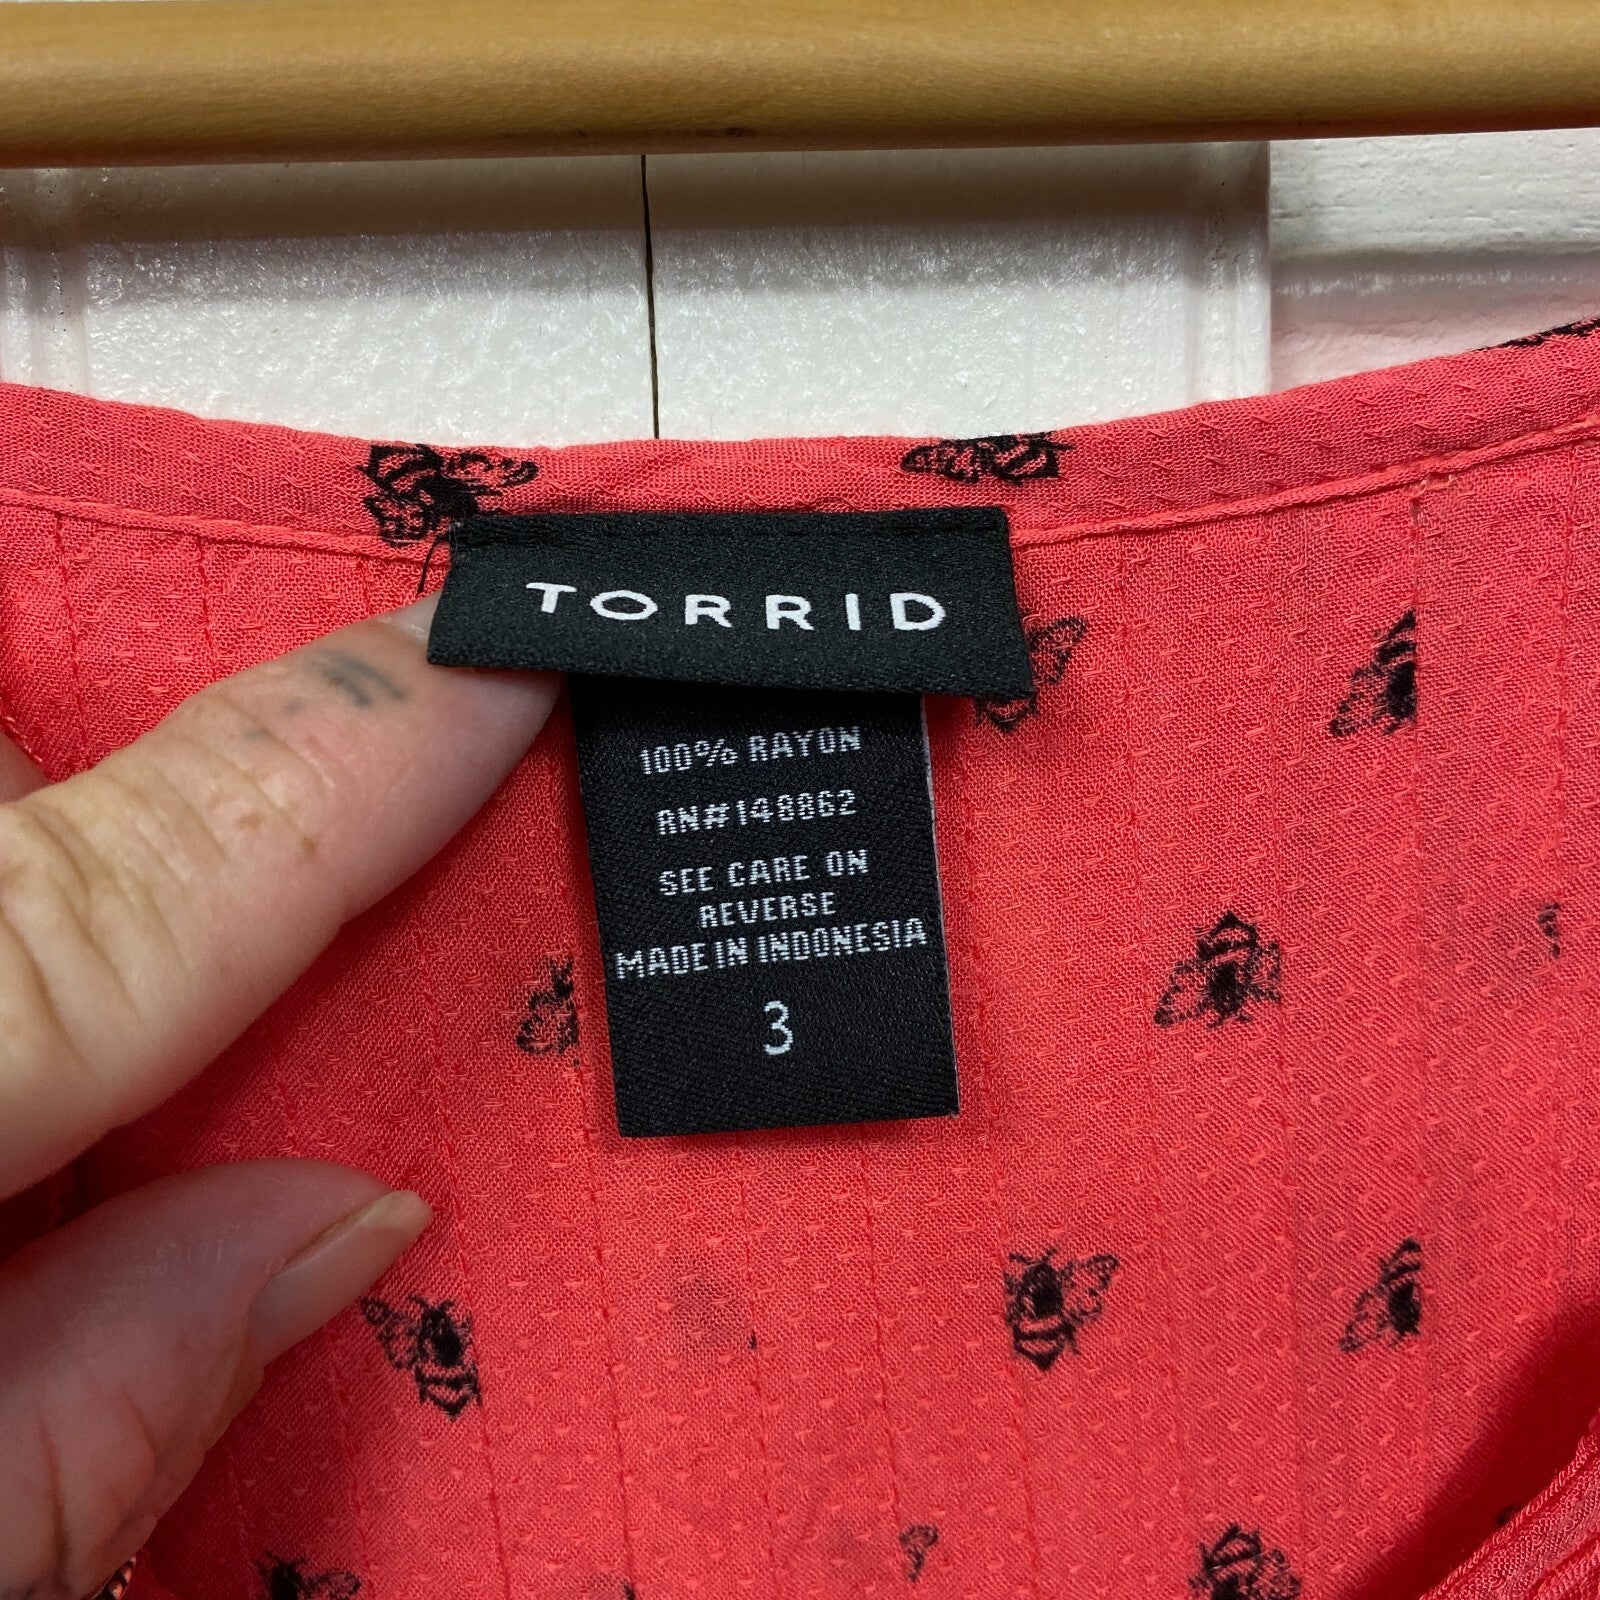 TORRID
100% RAYON
RN#148862
SEE CARE ON
REVERSE
MADE IN INDONESIA
3